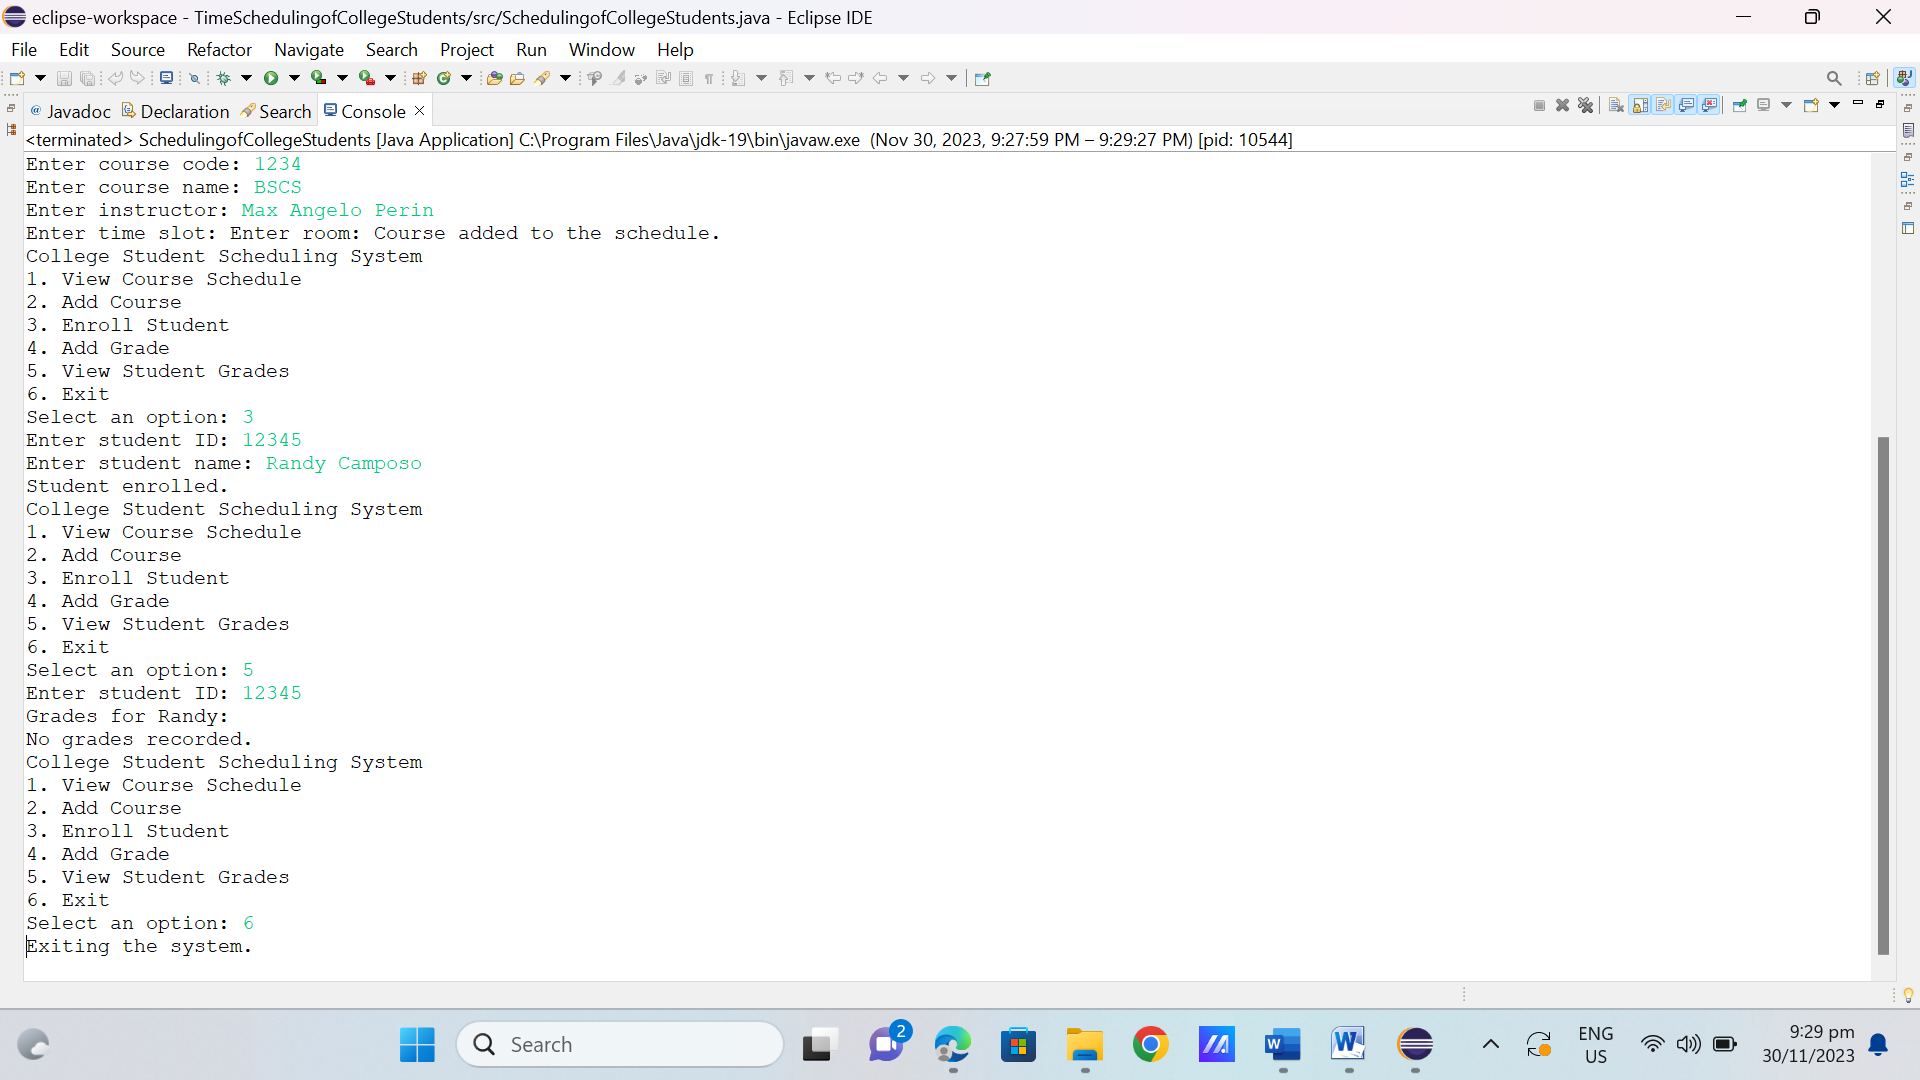 eclipse-workspace - TimeSchedulingofCollegeStudents/src/SchedulingofCollegeStudents.java - Eclipse IDE
File Edit Source Refactor Navigate Search Project Run Window Help
@ Javadoc Declaration Search Console
<terminated> SchedulingofCollegeStudents [Java Application] C:\Program Files\Java\jdk-19\bin\javaw.exe (Nov 30, 2023, 9:27:59 PM – 9:29:27 PM) [pid: 10544]
Enter course code: 1234
Enter course name: BSCS
Enter instructor: Max Angelo Perin
Enter time slot: Enter room: Course added to the schedule.
College Student Scheduling System
1. View Course Schedule
2. Add Course
3. Enroll Student
4. Add Grade
5. View Student Grades
6. Exit
Select an option: 3
Enter student ID: 12345
Enter student name: Randy Camposo
Student enrolled.
College Student Scheduling System
1. View Course Schedule
2. Add Course
3. Enroll Student
4. Add Grade
5. View Student Grades
6. Exit
Select an option: 5
Enter student ID: 12345
Grades for Randy:
No grades recorded.
College Student Scheduling System
1. View Course Schedule
2. Add Course
3. Enroll Student
4. Add Grade
5. View Student Grades
6. Exit
Select an option: 6
Exiting the system.
Search
2
ENG
US
9:29 pm
30/11/2023